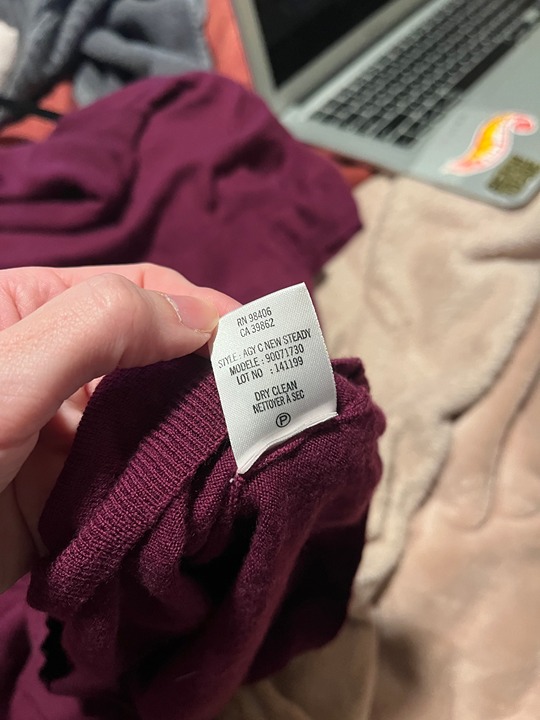 RN 98406
CA 39862
STYLE : AGY C NEW STEADY
MODELE : 90071730
LOT NO : 141199
DRY CLEAN
NETTOYER À SEC
P